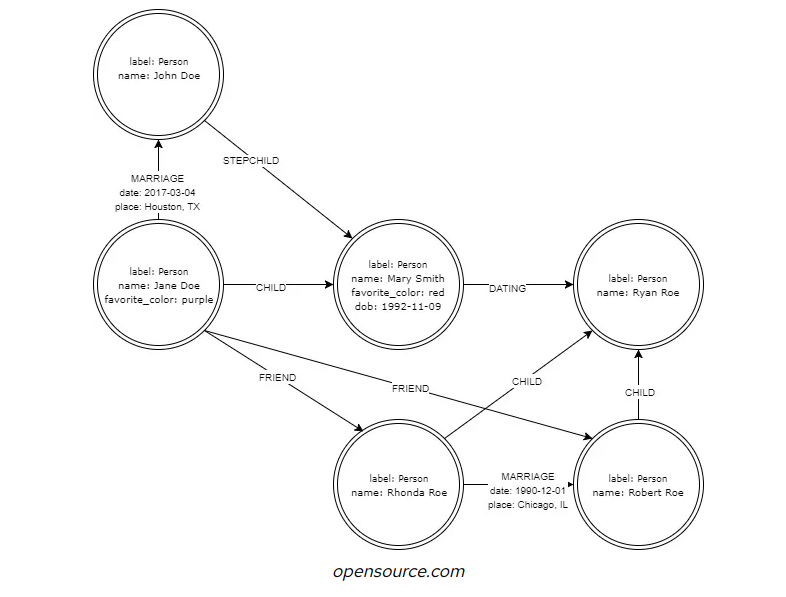 label: Person
name: John Doe
STEPCHILD
MARRIAGE
date: 2017-03-04
place: Houston, TX
label: Person
name: Jane Doe
favorite_color: purple
CHILD
label: Person
name: Mary Smith
favorite_color: red
dob: 1992-11-09
DATING
label: Person
name: Ryan Roe
FRIEND
FRIEND
CHILD
CHILD
label: Person
name: Rhonda Roe
MARRIAGE
date: 1990-12-01
place: Chicago, IL
label: Person
name: Robert Roe
opensource.com